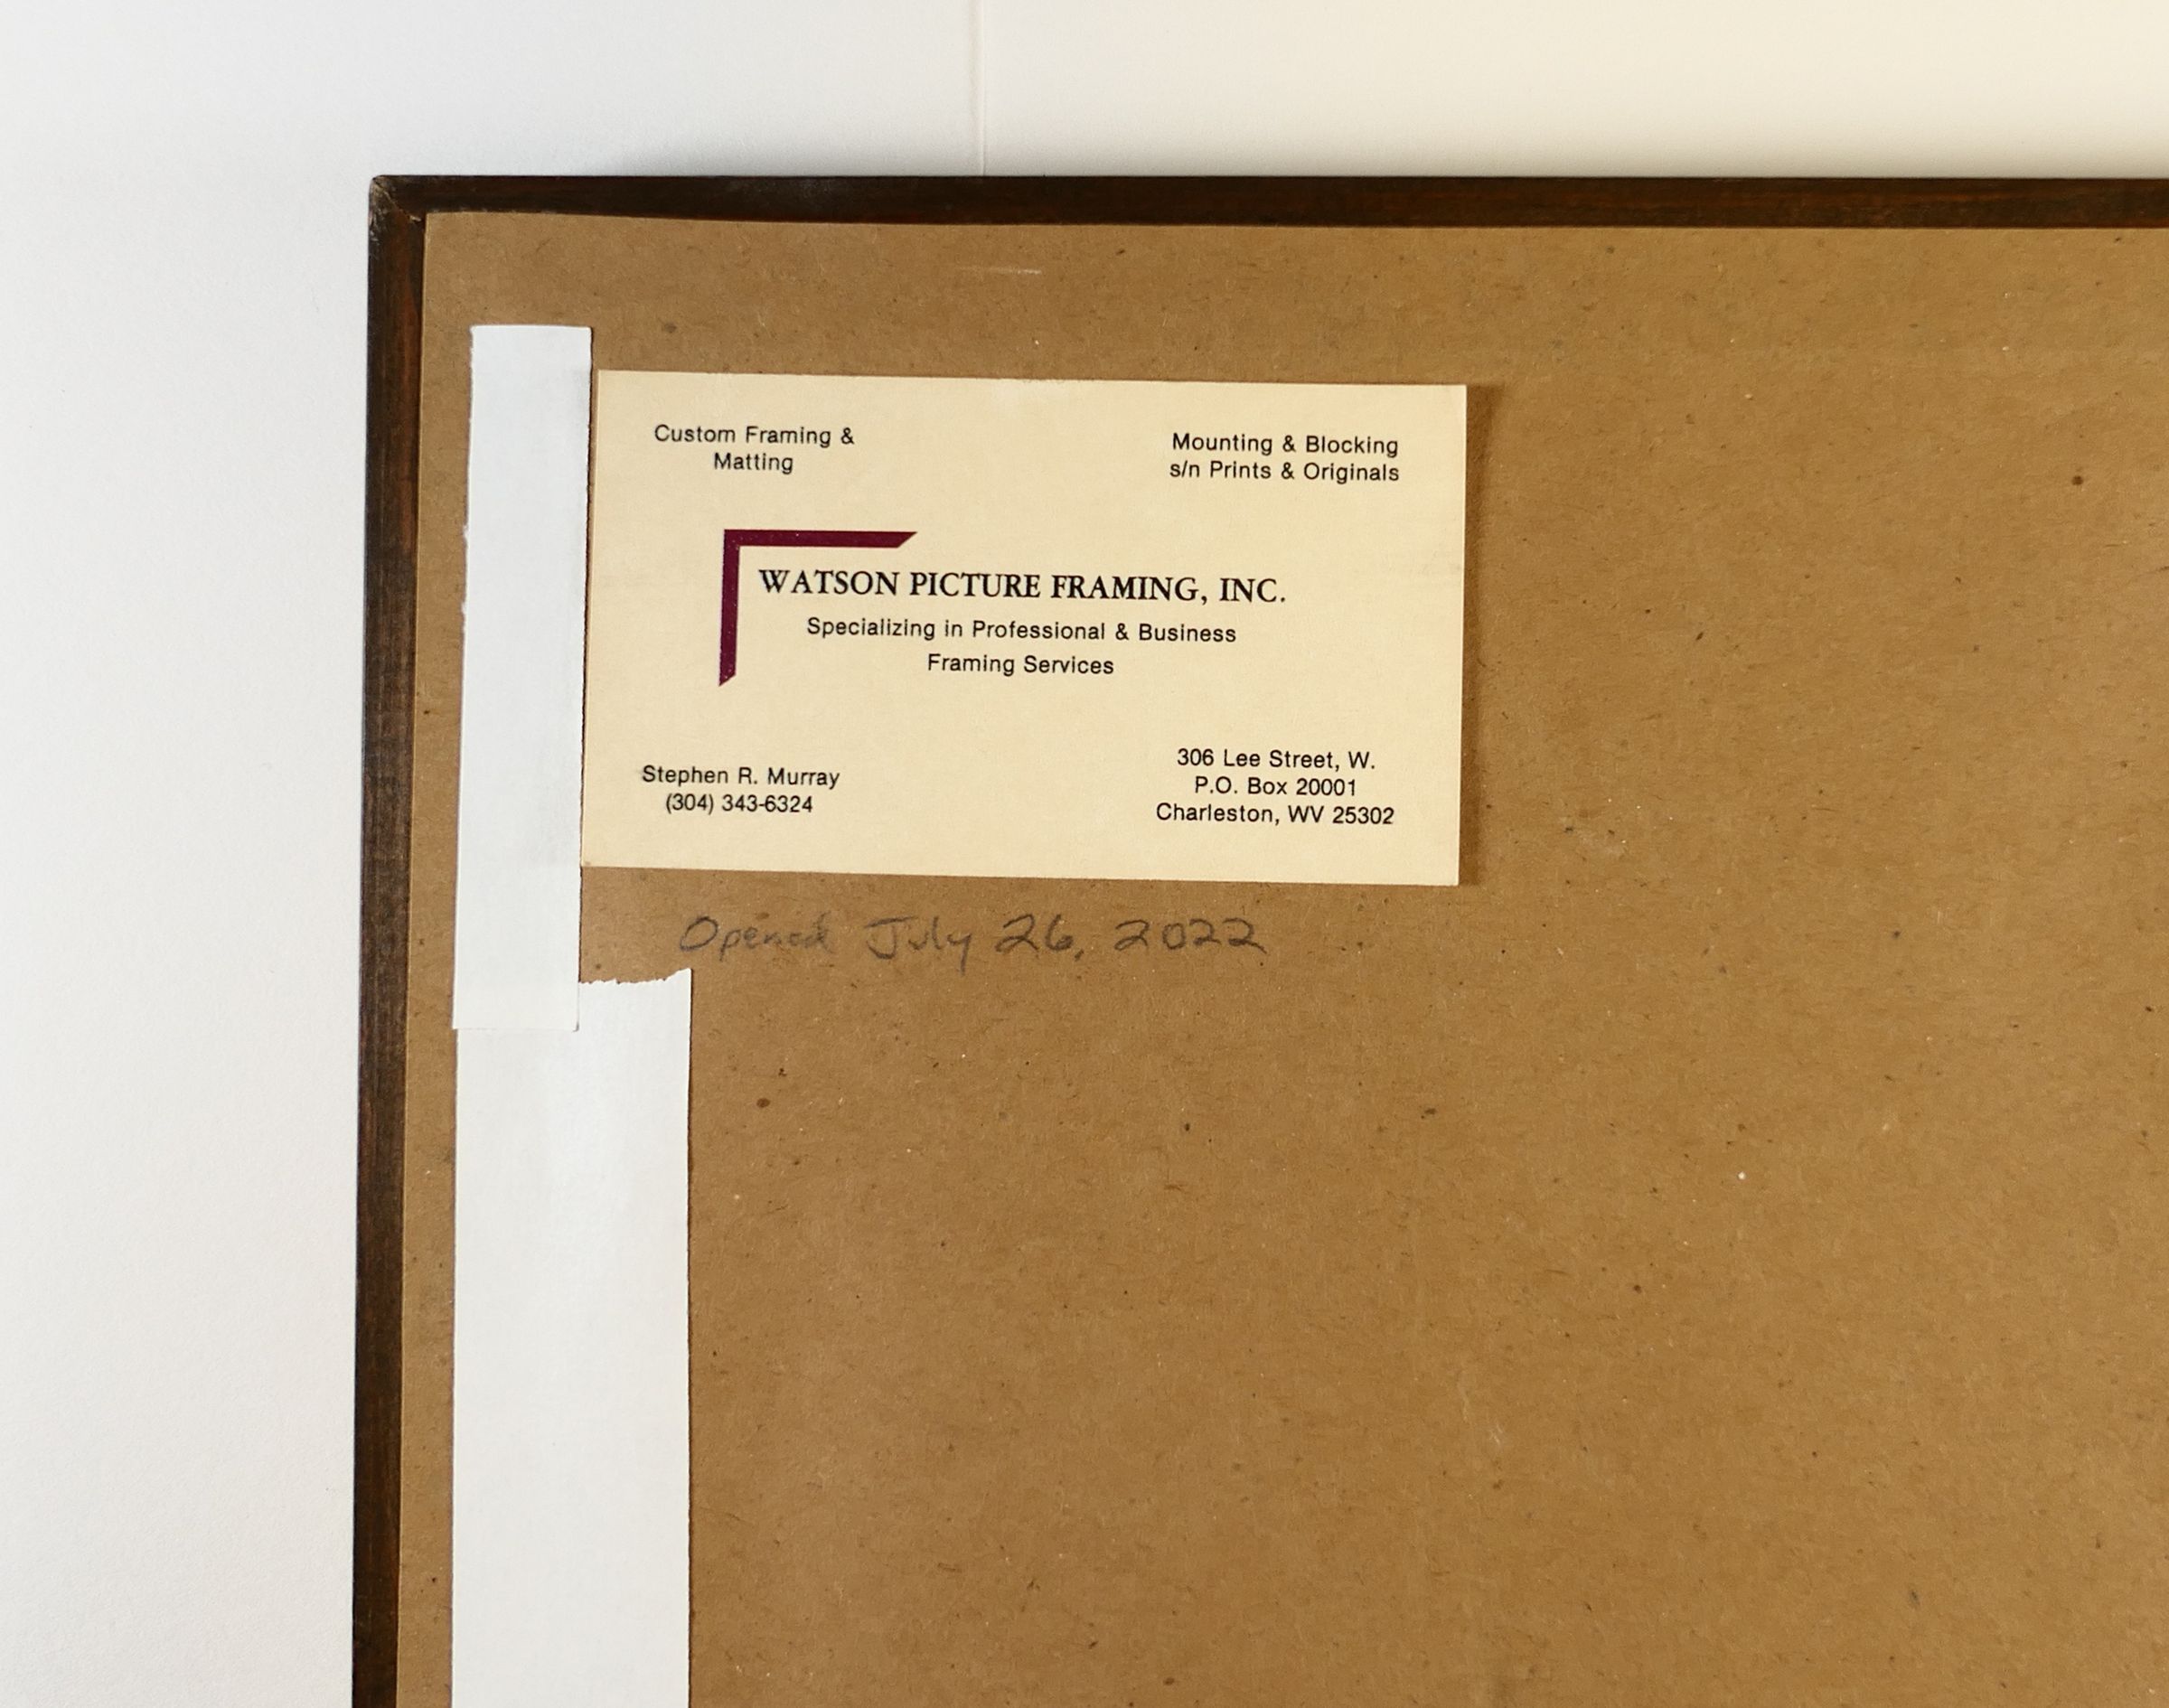 Custom Framing &
Matting
Mounting & Blocking
s/n Prints & Originals
WATSON PICTURE FRAMING, INC.
Specializing in Professional & Business
Framing Services
Stephen R. Murray
(304) 343-6324
306 Lee Street, W.
P.O. Box 20001
Charleston, WV 25302
Opened July 26, 2022